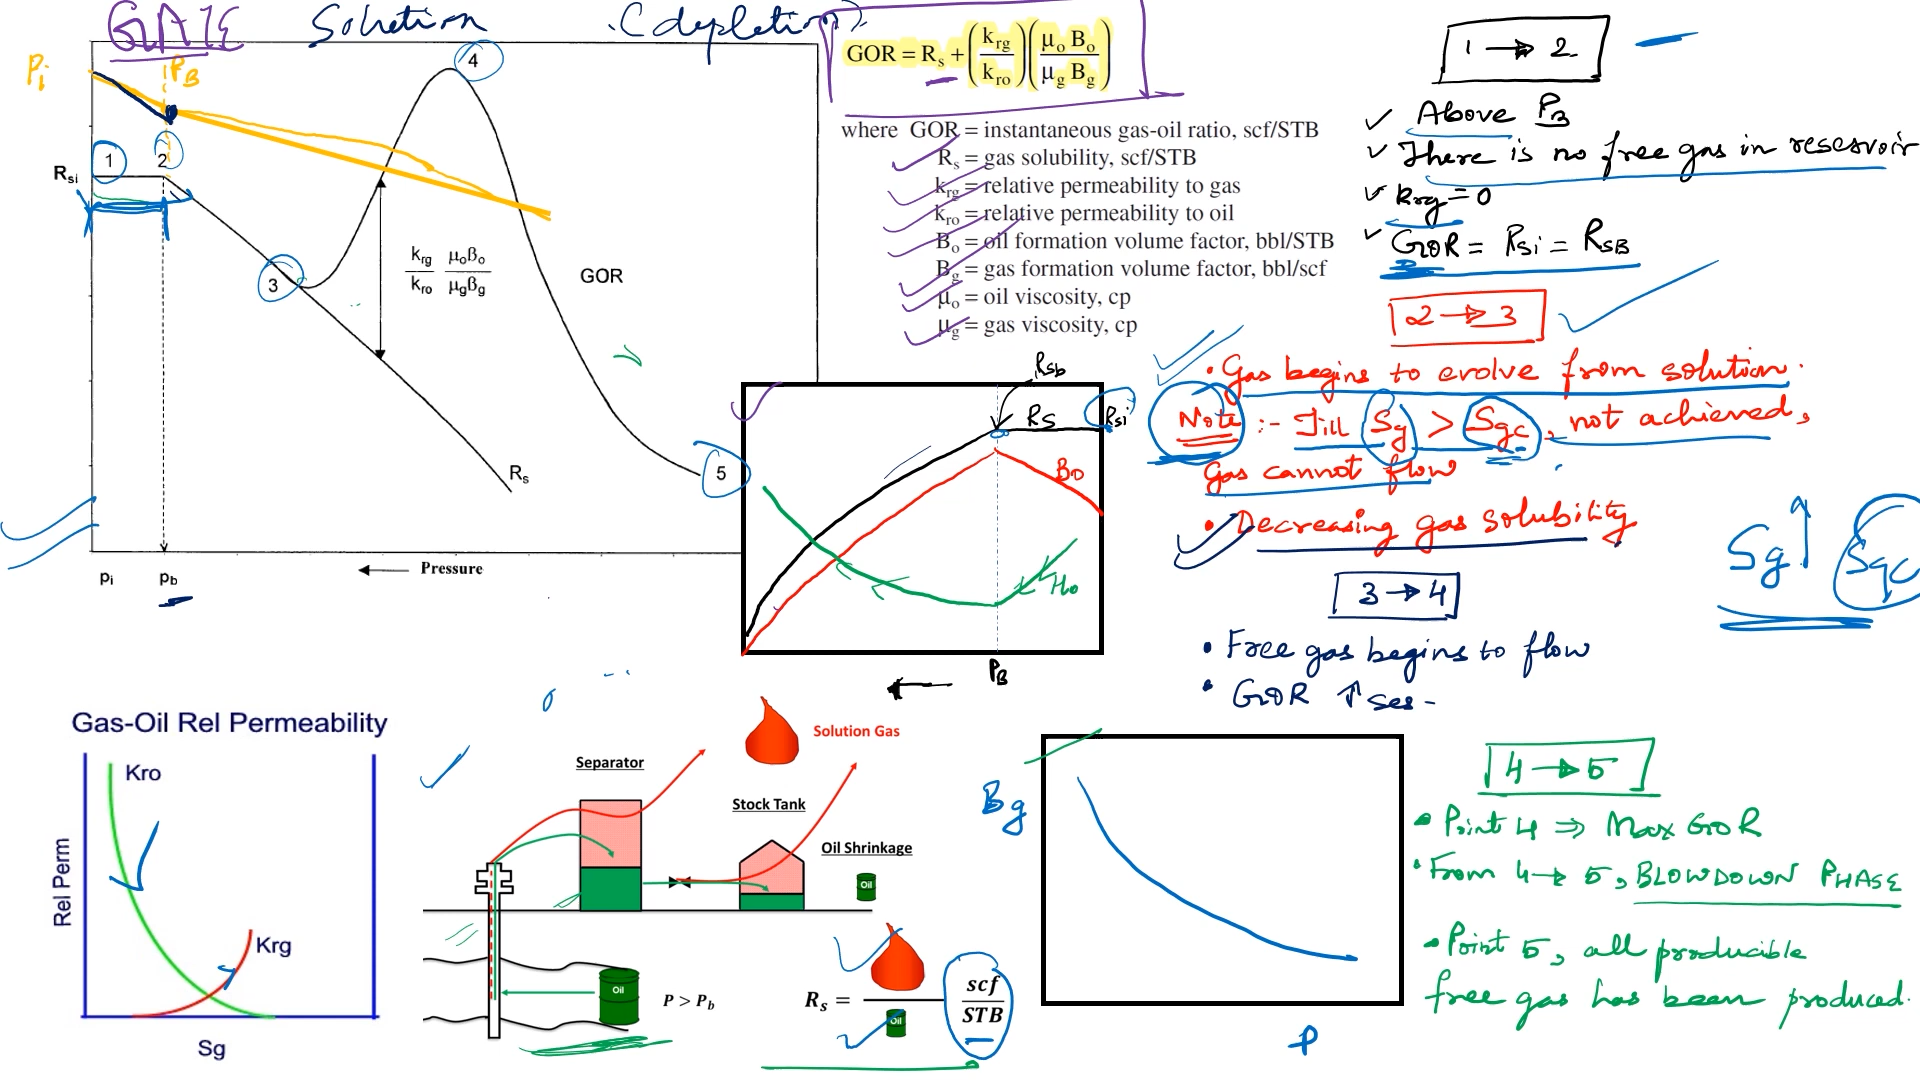 GATE Solution (depletion).
Pi
PB
4
1
2
Rsi
3
krg μoBo
kro μgBg
GOR
5
Rs
pi
pb
Pressure
GOR = Rs + (krg/kro)(μo Bo/μg Bg)
where GOR = instantaneous gas-oil ratio, scf/STB
Rs = gas solubility, scf/STB
krg = relative permeability to gas
kro = relative permeability to oil
Bo = oil formation volume factor, bbl/STB
Bg = gas formation volume factor, bbl/scf
μo = oil viscosity, cp
μg = gas viscosity, cp
Rsb
Rs
Rsi
Bo
μo
PB
1 → 2
Above PB
There is no free gas in reservoir
krg = 0
GOR = Rsi = RSB
2 → 3
• Gas begins to evolve from solution.
Note :- Till Sg > Sgc, not achieved,
Gas cannot flow
• Decreasing gas solubility
Sg↑ Sgc
3 → 4
• Free gas begins to flow
• GOR ↑ses -
4 → 5
• Point 4 ⇒ Max GOR
• From 4 → 5, BLOWDOWN PHASE
• Point 5, all producible
free gas has been produced.
Gas-Oil Rel Permeability
Kro
Krg
Rel Perm
Sg
Separator
Solution Gas
Stock Tank
Oil Shrinkage
Oil
Oil
P > Pb
Rs =
Oil
scf
STB
Bg
P